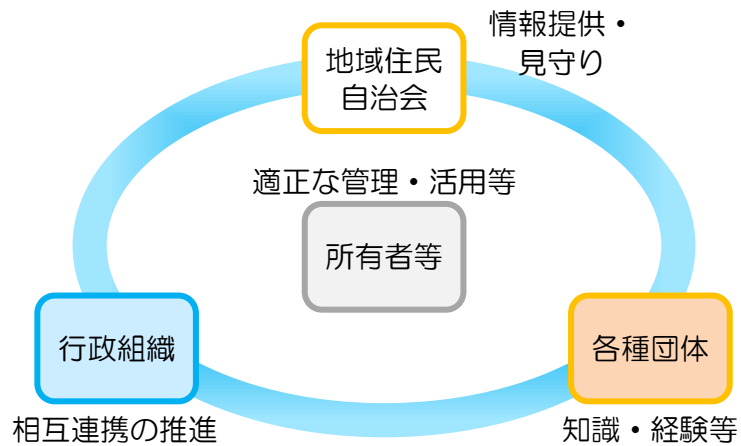 情報提供・
見守り
地域住民
自治会
適正な管理・活用等
所有者等
行政組織
各種団体
相互連携の推進
知識・経験等